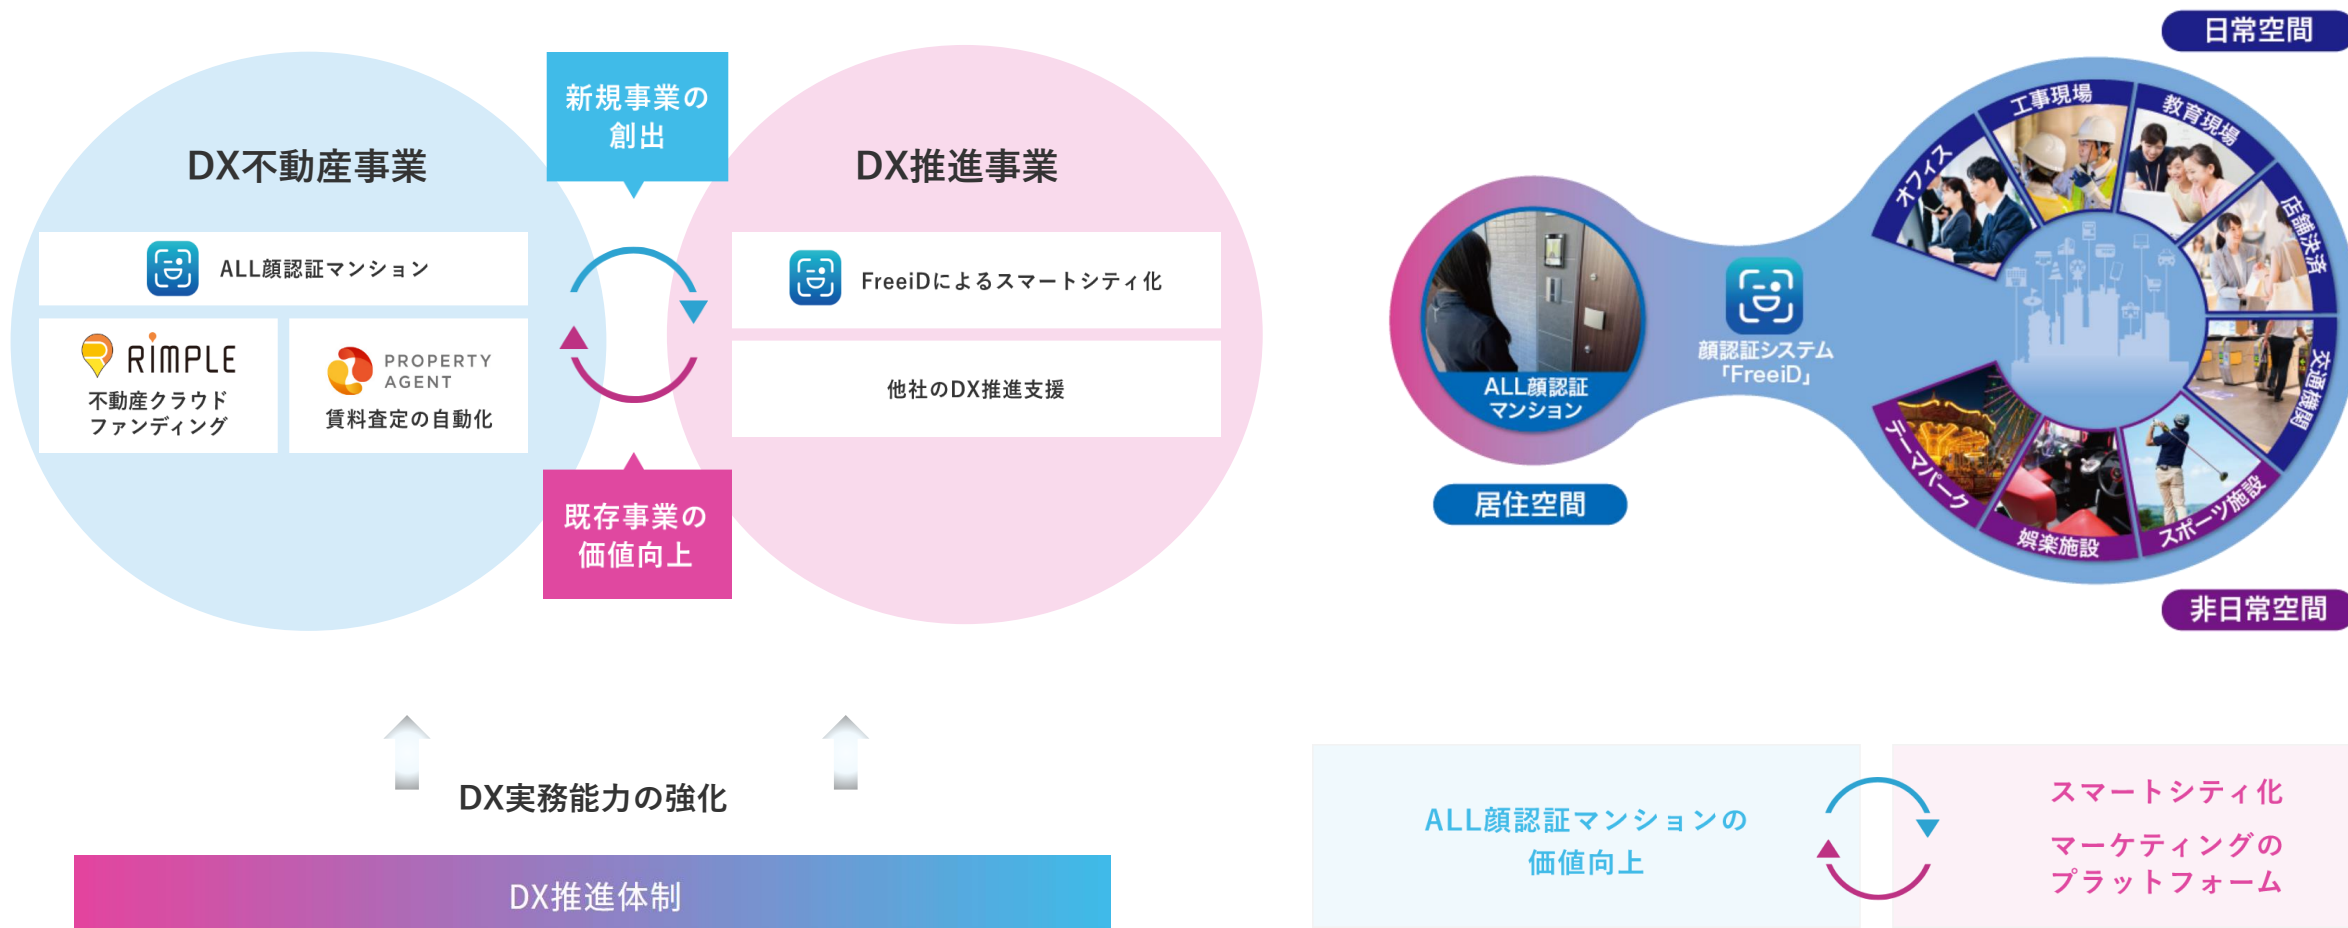 新規事業の
創出
DX不動産事業
ALL顔認証マンション
RIMPLE
不動産クラウド
ファンディング
PROPERTY
AGENT
賃料査定の自動化
DX推進事業
FreeiDによるスマートシティ化
他社のDX推進支援
既存事業の
価値向上
DX実務能力の強化
DX推進体制
日常空間
オフィス
工事現場
教育現場
店舗決済
交通機関
ALL顔認証
マンション
居住空間
顔認証システム
「FreeiD」
テーマパーク
娯楽施設
スポーツ施設
非日常空間
ALL顔認証マンションの
価値向上
スマートシティ化
マーケティングの
プラットフォーム